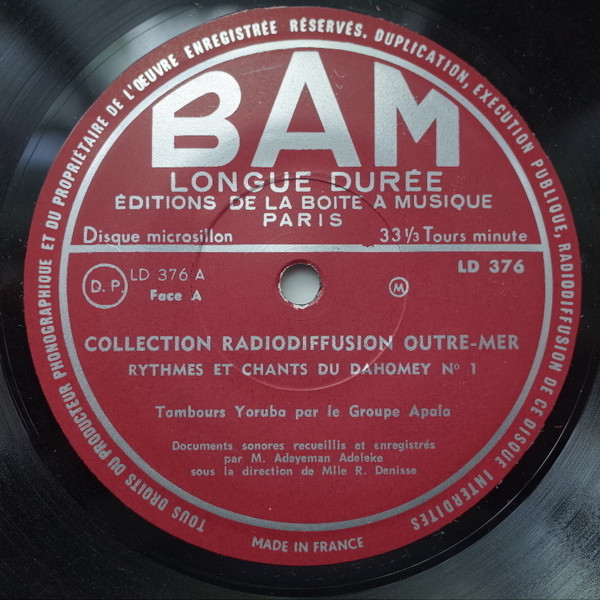 TOUS DROITS DU PRODUCTEUR PHONOGRAPHIQUE ET DU PROPRIÉTAIRE DE L'ŒUVRE ENREGISTRÉE RÉSERVÉS. DUPLICATION, EXÉCUTION PUBLIQUE, RADIODIFFUSION DE CE DISQUE INTERDITES
BAM
LONGUE DURÉE
ÉDITIONS DE LA BOITE A MUSIQUE
PARIS
Disque microsillon 33 1/3 Tours minute
D.P. LD 376 A M LD 376
Face A
COLLECTION RADIODIFFUSION OUTRE-MER
RYTHMES ET CHANTS DU DAHOMEY Nº 1
Tambours Yoruba par le Groupe Apala
Documents sonores recueillis et enregistrés
par M. Adeyeman Adeleke
sous la direction de Mlle R. Denisse
MADE IN FRANCE